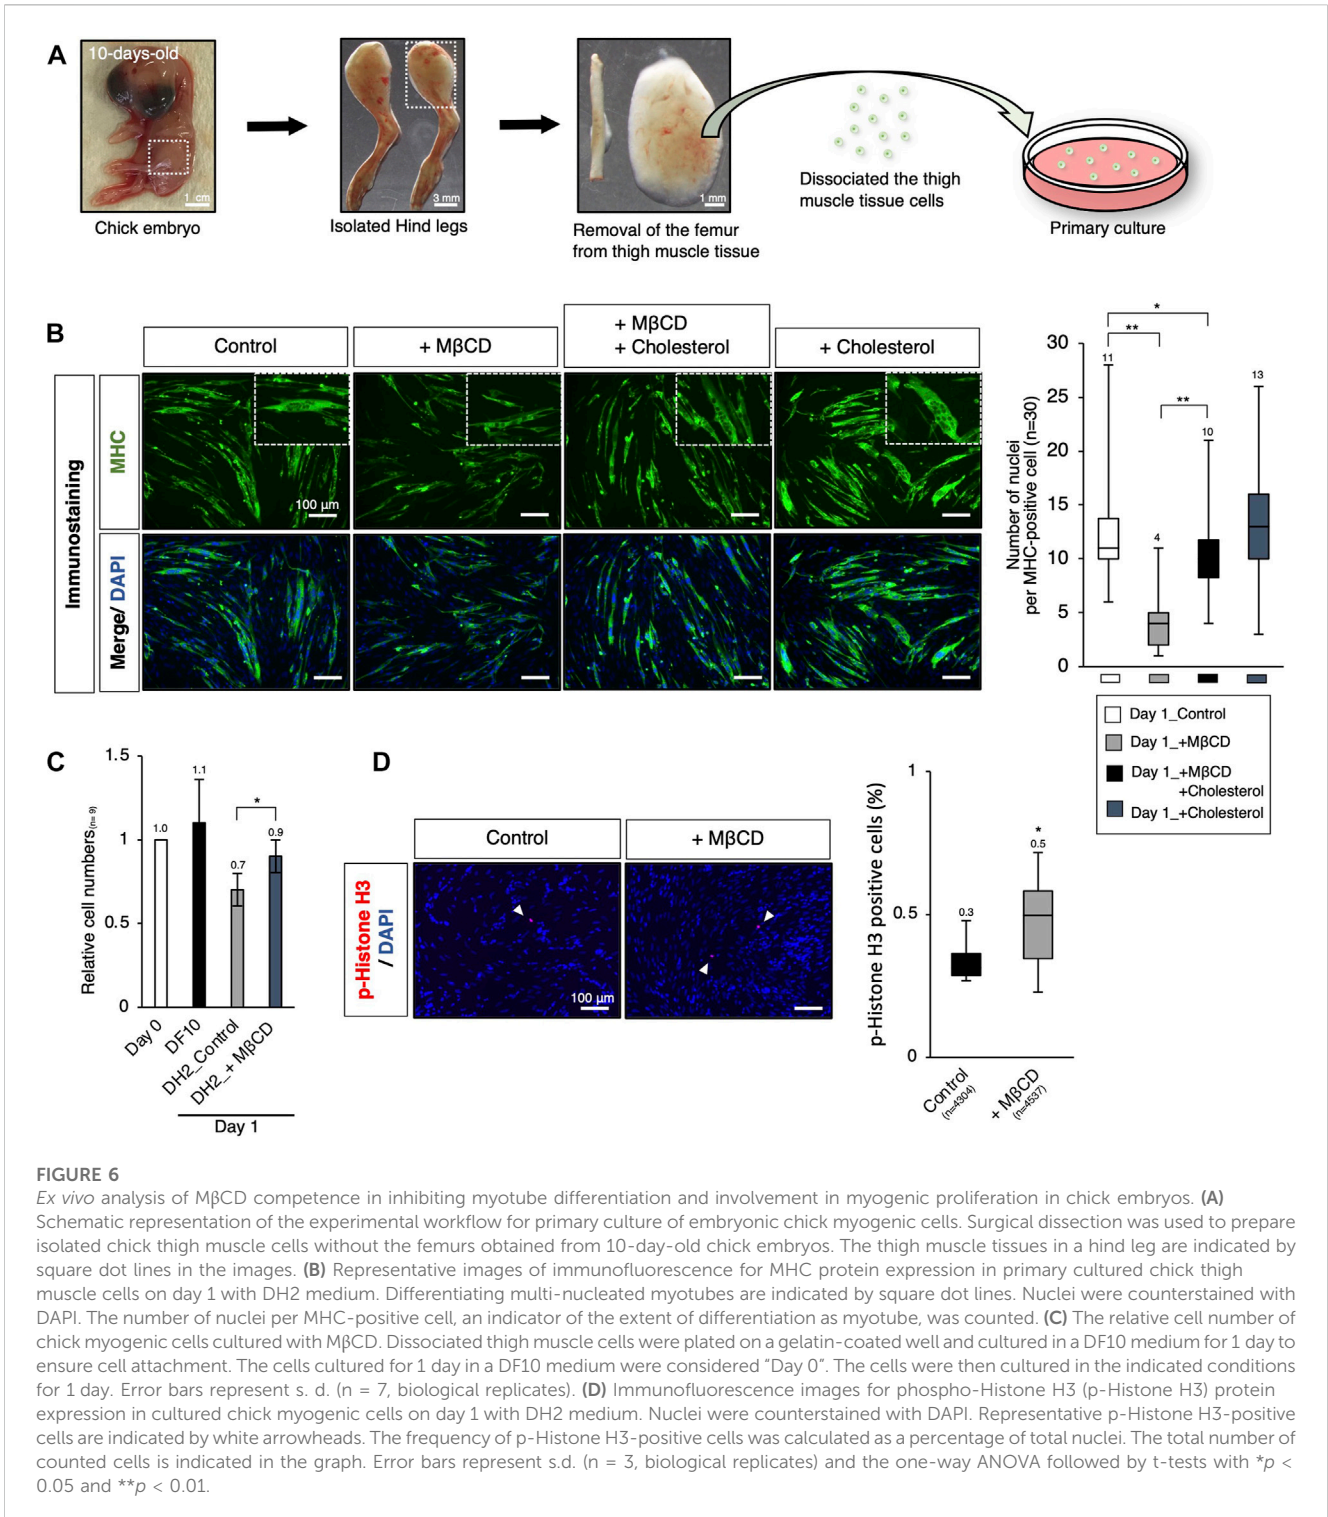 A
10-days-old
1 cm
Chick embryo
3 mm
Isolated Hind legs
1 mm
Removal of the femur
from thigh muscle tissue
Dissociated the thigh
muscle tissue cells
Primary culture
B
Control
+ MβCD
+ MβCD
+ Cholesterol
+ Cholesterol
Immunostaining
MHC
Merge/ DAPI
100 µm
Number of nuclei
per MHC-positive cell (n=30)
30
25
20
15
10
5
0
*
**
**
11
4
10
13
Day 1_Control
Day 1_+MβCD
Day 1_+MβCD
+Cholesterol
Day 1_+Cholesterol
C
Relative cell numbers(n= 9)
1.5
1
0.5
0
1.0
1.1
0.7
0.9
*
Day 0
DF10
DH2_Control
DH2_+ MβCD
Day 1
D
Control
+ MβCD
p-Histone H3
/ DAPI
100 µm
p-Histone H3 positive cells (%)
1
0.5
0
0.3
*
0.5
Control
(n=4304)
+ MβCD
(n=4537)
FIGURE 6
Ex vivo analysis of MβCD competence in inhibiting myotube differentiation and involvement in myogenic proliferation in chick embryos. (A)
Schematic representation of the experimental workflow for primary culture of embryonic chick myogenic cells. Surgical dissection was used to prepare
isolated chick thigh muscle cells without the femurs obtained from 10-day-old chick embryos. The thigh muscle tissues in a hind leg are indicated by
square dot lines in the images. (B) Representative images of immunofluorescence for MHC protein expression in primary cultured chick thigh
muscle cells on day 1 with DH2 medium. Differentiating multi-nucleated myotubes are indicated by square dot lines. Nuclei were counterstained with
DAPI. The number of nuclei per MHC-positive cell, an indicator of the extent of differentiation as myotube, was counted. (C) The relative cell number of
chick myogenic cells cultured with MβCD. Dissociated thigh muscle cells were plated on a gelatin-coated well and cultured in a DF10 medium for 1 day to
ensure cell attachment. The cells cultured for 1 day in a DF10 medium were considered "Day 0". The cells were then cultured in the indicated conditions
for 1 day. Error bars represent s. d. (n = 7, biological replicates). (D) Immunofluorescence images for phospho-Histone H3 (p-Histone H3) protein
expression in cultured chick myogenic cells on day 1 with DH2 medium. Nuclei were counterstained with DAPI. Representative p-Histone H3-positive
cells are indicated by white arrowheads. The frequency of p-Histone H3-positive cells was calculated as a percentage of total nuclei. The total number of
counted cells is indicated in the graph. Error bars represent s.d. (n = 3, biological replicates) and the one-way ANOVA followed by t-tests with *p <
0.05 and **p < 0.01.